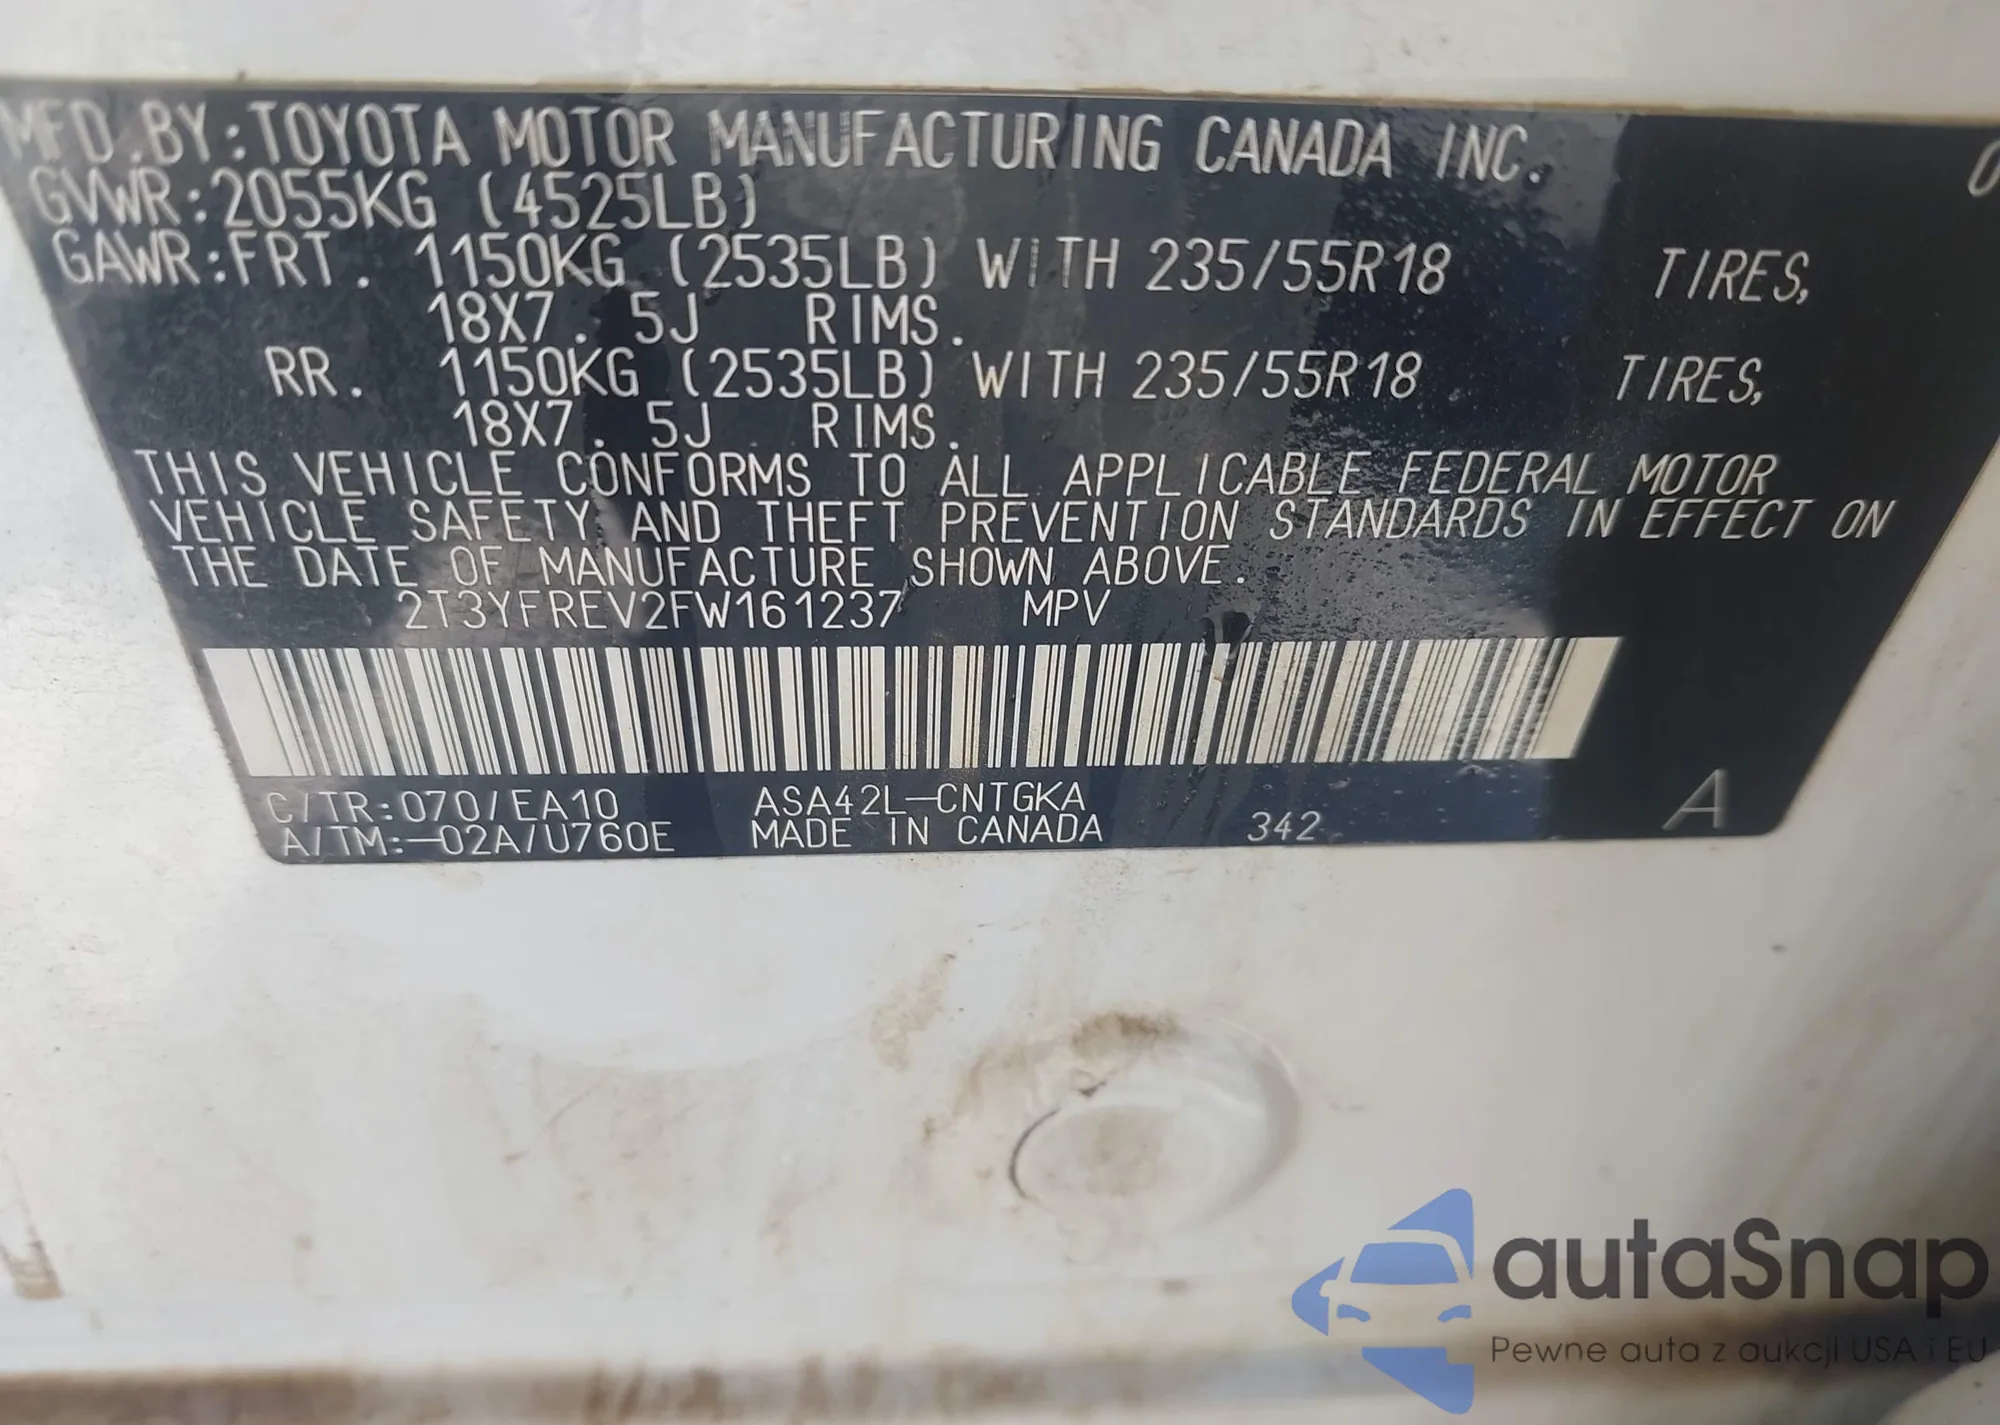 MFD.BY:TOYOTA MOTOR MANUFACTURING CANADA INC. 0
GVWR:2055KG (4525LB)
GAWR:FRT. 1150KG (2535LB) WITH 235/55R18 TIRES,
18X7.5J RIMS.
RR. 1150KG (2535LB) WITH 235/55R18 TIRES,
18X7.5J RIMS.
THIS VEHICLE CONFORMS TO ALL APPLICABLE FEDERAL MOTOR
VEHICLE SAFETY AND THEFT PREVENTION STANDARDS IN EFFECT ON
THE DATE OF MANUFACTURE SHOWN ABOVE.
2T3YFREV2FW161237 MPV
C/TR:070/EA10 ASA42L-CNTGKA A
A/TM:-02A/U760E MADE IN CANADA 342
autaSnap
Pewne auta z aukcji USA i EU